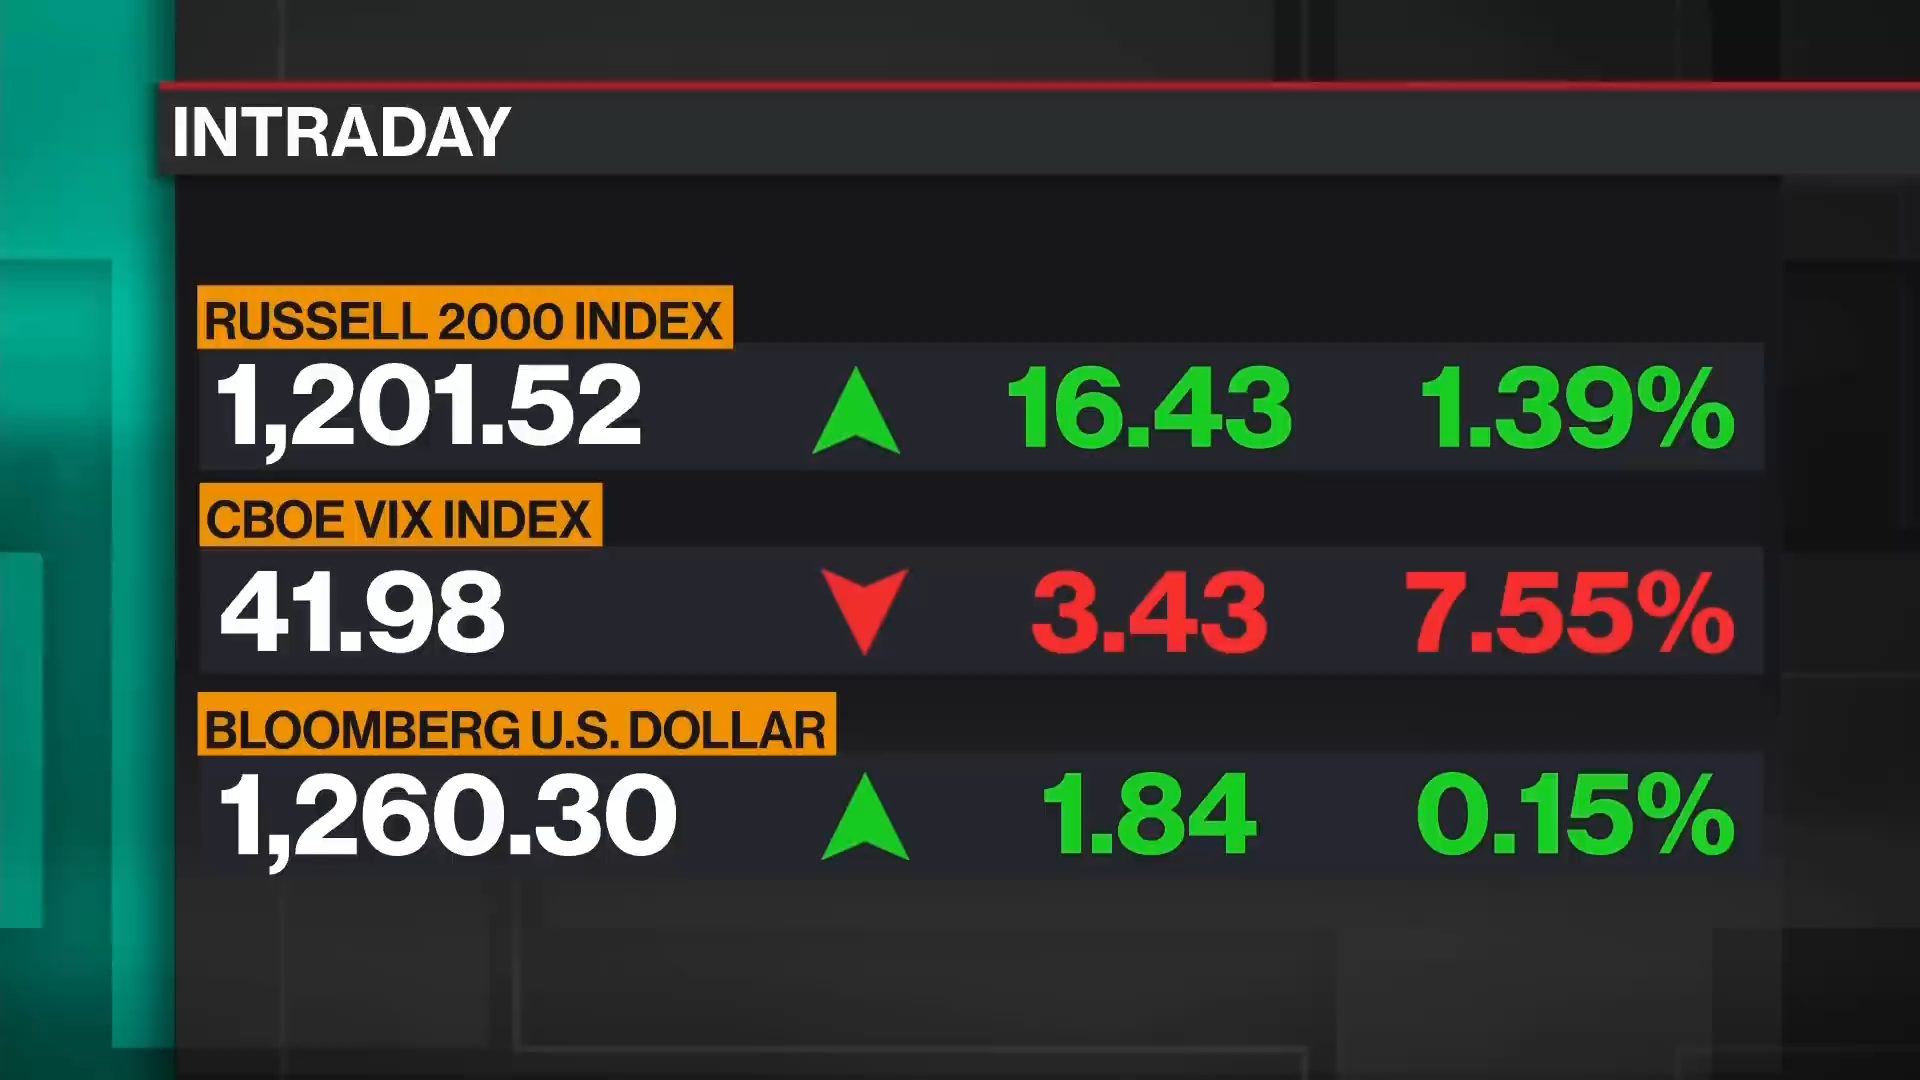 INTRADAY
RUSSELL 2000 INDEX
1,201.52 16.43 1.39%
CBOE VIX INDEX
41.98 3.43 7.55%
BLOOMBERG U.S. DOLLAR
1,260.30 1.84 0.15%